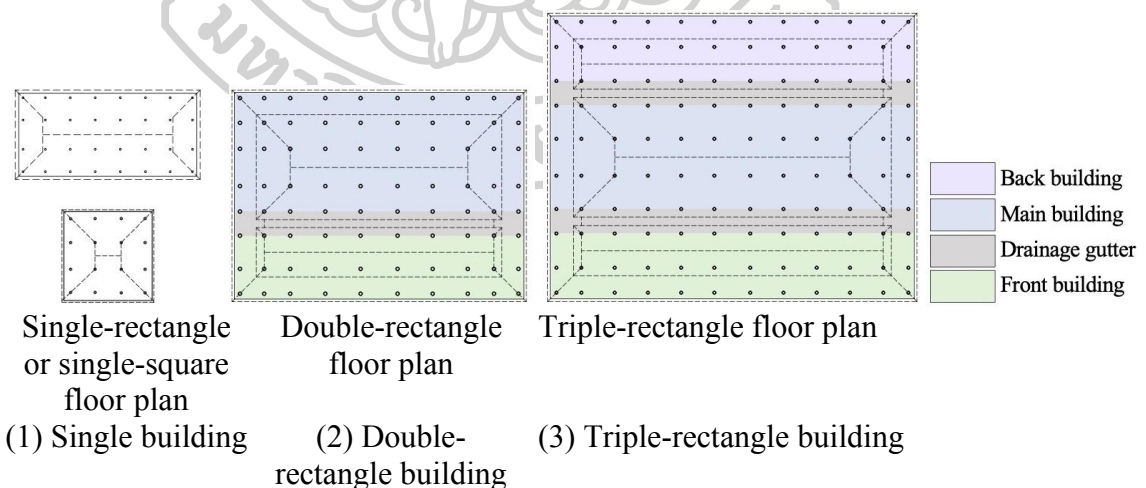 Back building
Main building
Drainage gutter
Front building
Single-rectangle
or single-square
floor plan
Double-rectangle
floor plan
Triple-rectangle floor plan
(1) Single building
(2) Double-
rectangle building
(3) Triple-rectangle building